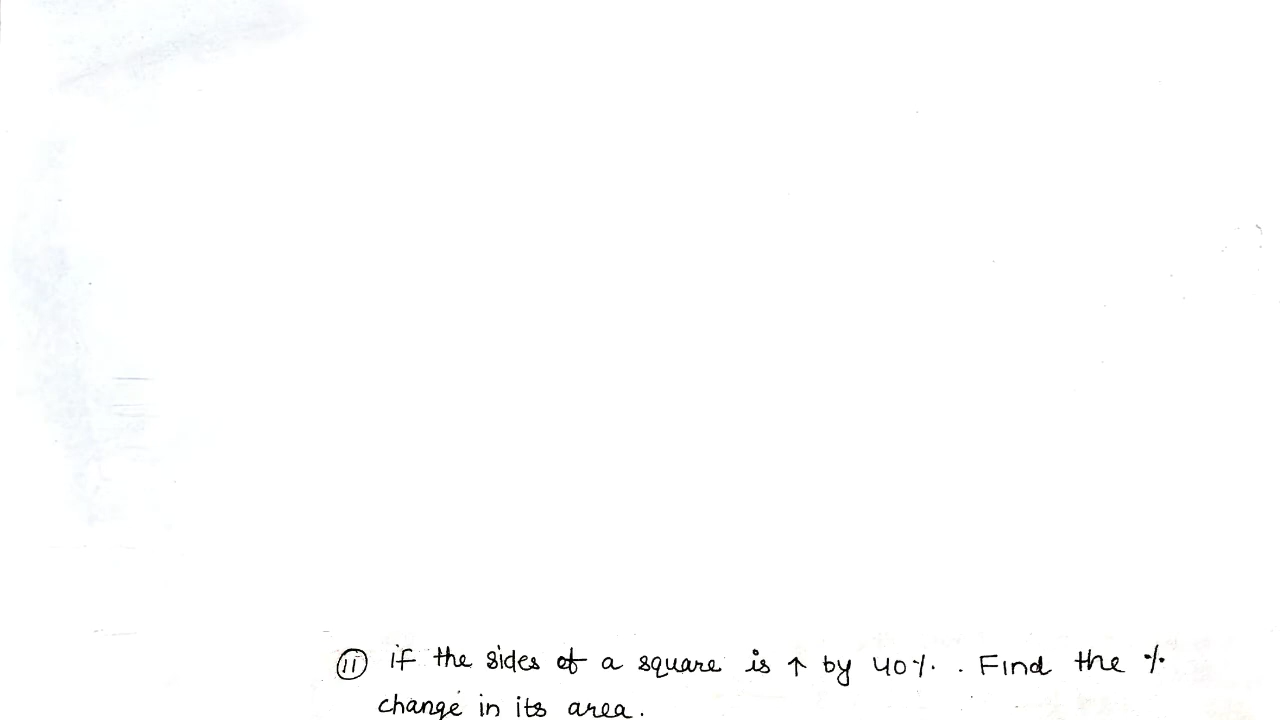 ⑪ if the sides of a square is ↑ by 40%. . Find the %
change in its area.